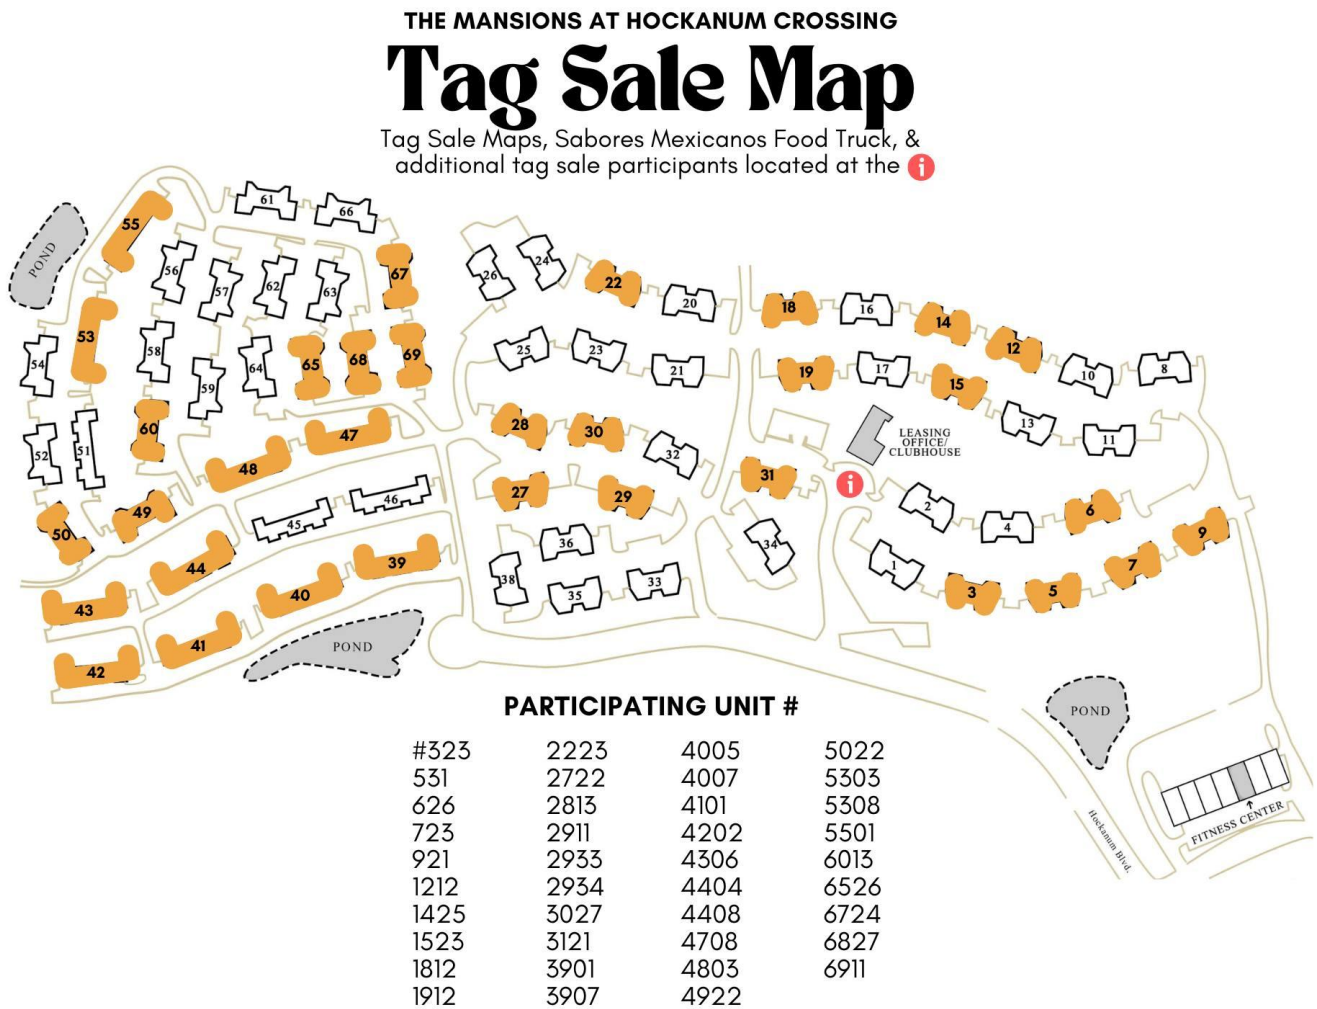 THE MANSIONS AT HOCKANUM CROSSING
Tag Sale Map
Tag Sale Maps, Sabores Mexicanos Food Truck, &
additional tag sale participants located at the i
61
66
55
POND
56
57
62
63
67
26
24
22
20
18
16
14
12
10
8
53
54
58
59
64
65
68
69
25
23
21
19
17
15
13
11
60
47
48
52
51
28
30
32
LEASING
OFFICE/
CLUBHOUSE
31
i
27
29
46
45
49
50
2
4
6
9
36
34
1
7
44
39
38
35
33
3
5
43
40
41
42
POND
POND
Hockanum Blvd.
FITNESS CENTER
PARTICIPATING UNIT #
#323 2223 4005 5022
531 2722 4007 5303
626 2813 4101 5308
723 2911 4202 5501
921 2933 4306 6013
1212 2934 4404 6526
1425 3027 4408 6724
1523 3121 4708 6827
1812 3901 4803 6911
1912 3907 4922